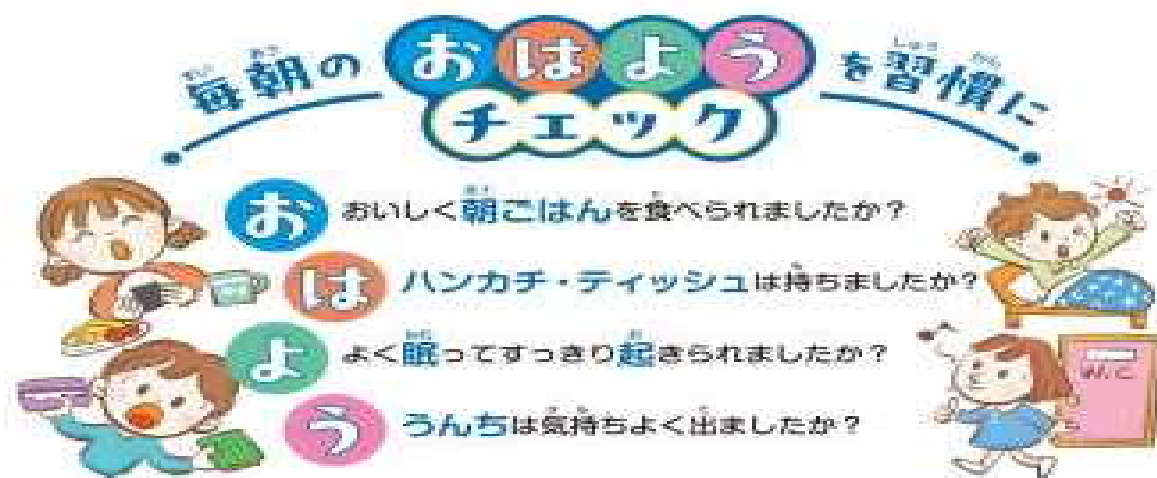 毎朝の おはよう を習慣に
チェック
お おいしく朝ごはんを食べられましたか？
は ハンカチ・ティッシュは持ちましたか？
よ よく眠ってすっきり起きられましたか？
う うんちは気持ちよく出ましたか？
W.C